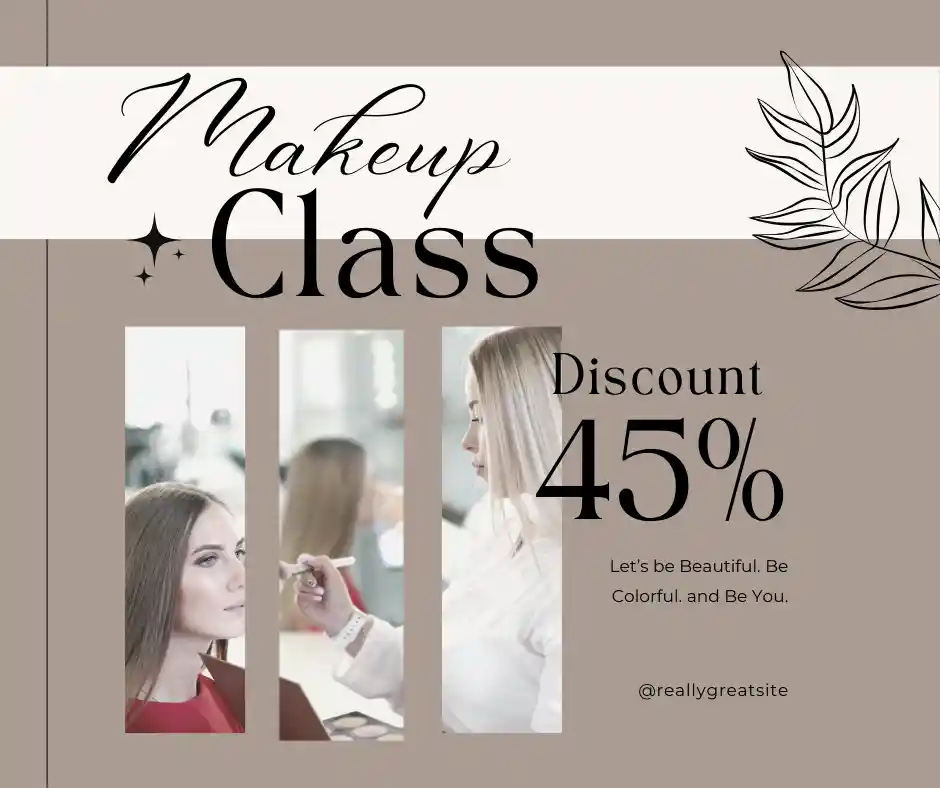 Makeup
Class
Discount
45%
Let's be Beautiful. Be
Colorful. and Be You.
@reallygreatsite